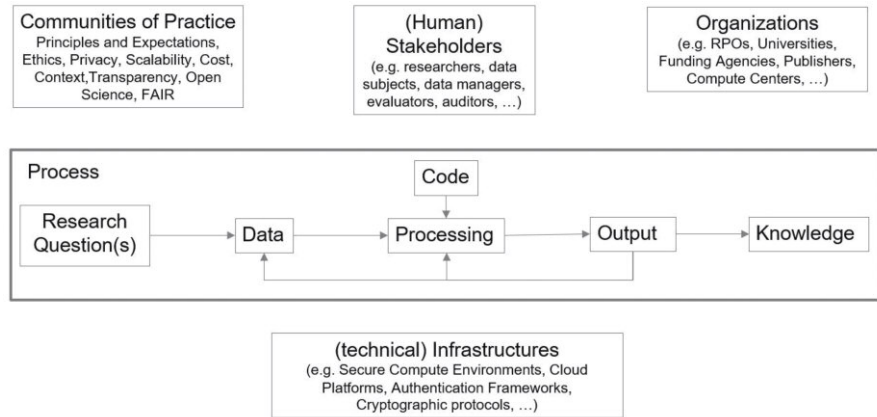 Communities of Practice
Principles and Expectations,
Ethics, Privacy, Scalability, Cost,
Context,Transparency, Open
Science, FAIR
(Human)
Stakeholders
(e.g. researchers, data
subjects, data managers,
evaluators, auditors, …)
Organizations
(e.g. RPOs, Universities,
Funding Agencies, Publishers,
Compute Centers, …)
Process
Code
Research
Question(s)
Data
Processing
Output
Knowledge
(technical) Infrastructures
(e.g. Secure Compute Environments, Cloud
Platforms, Authentication Frameworks,
Cryptographic protocols, …)